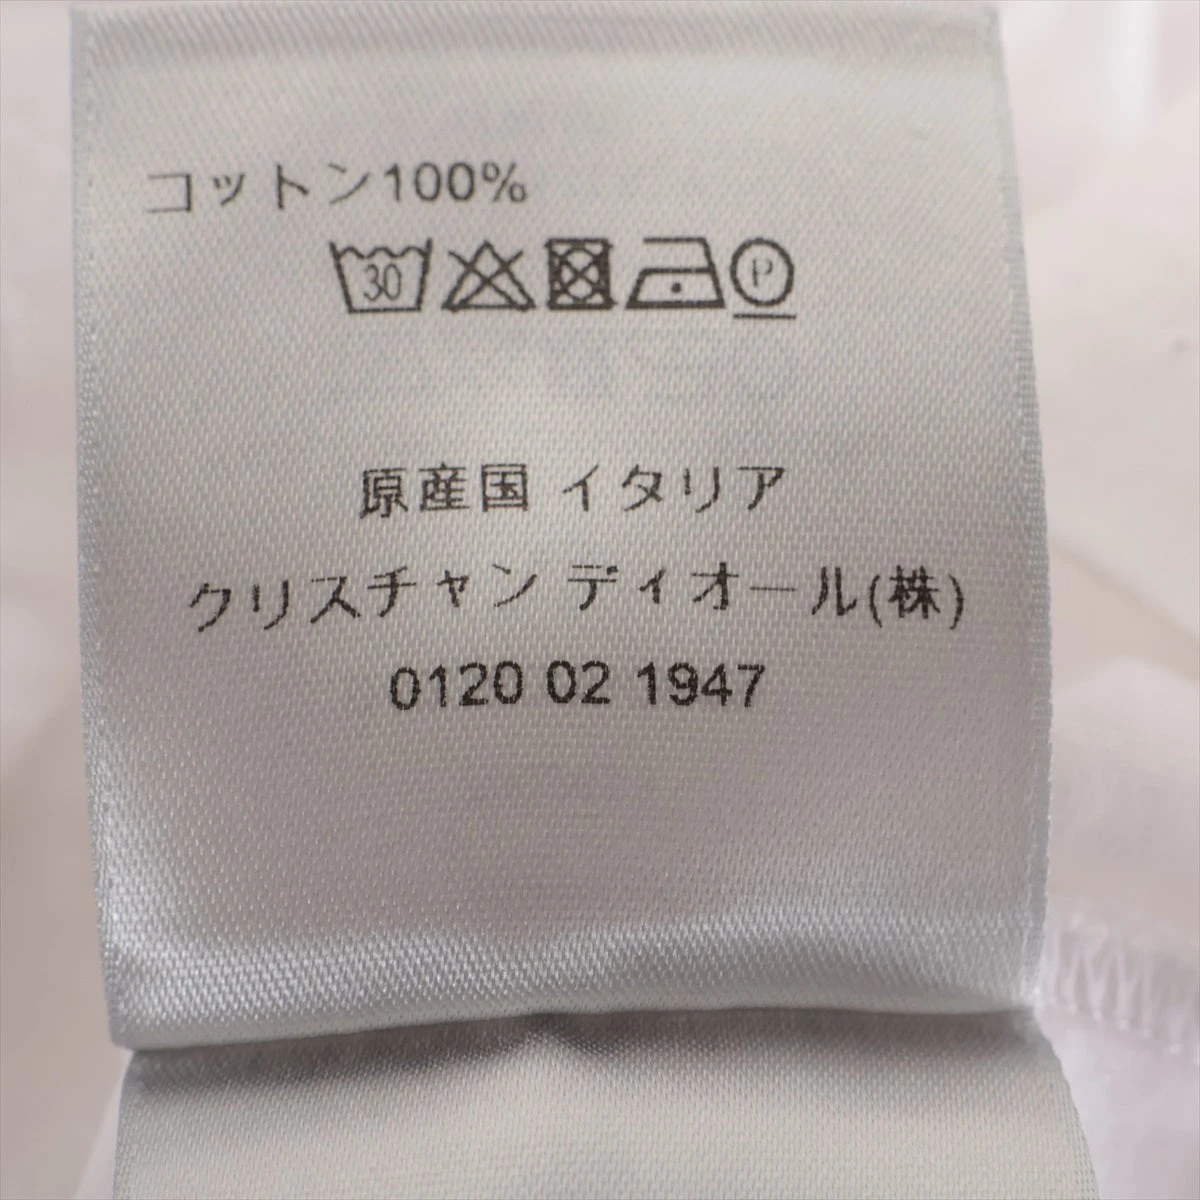 コットン100%
30 P
原産国 イタリア
クリスチャン ディオール(株)
0120 02 1947